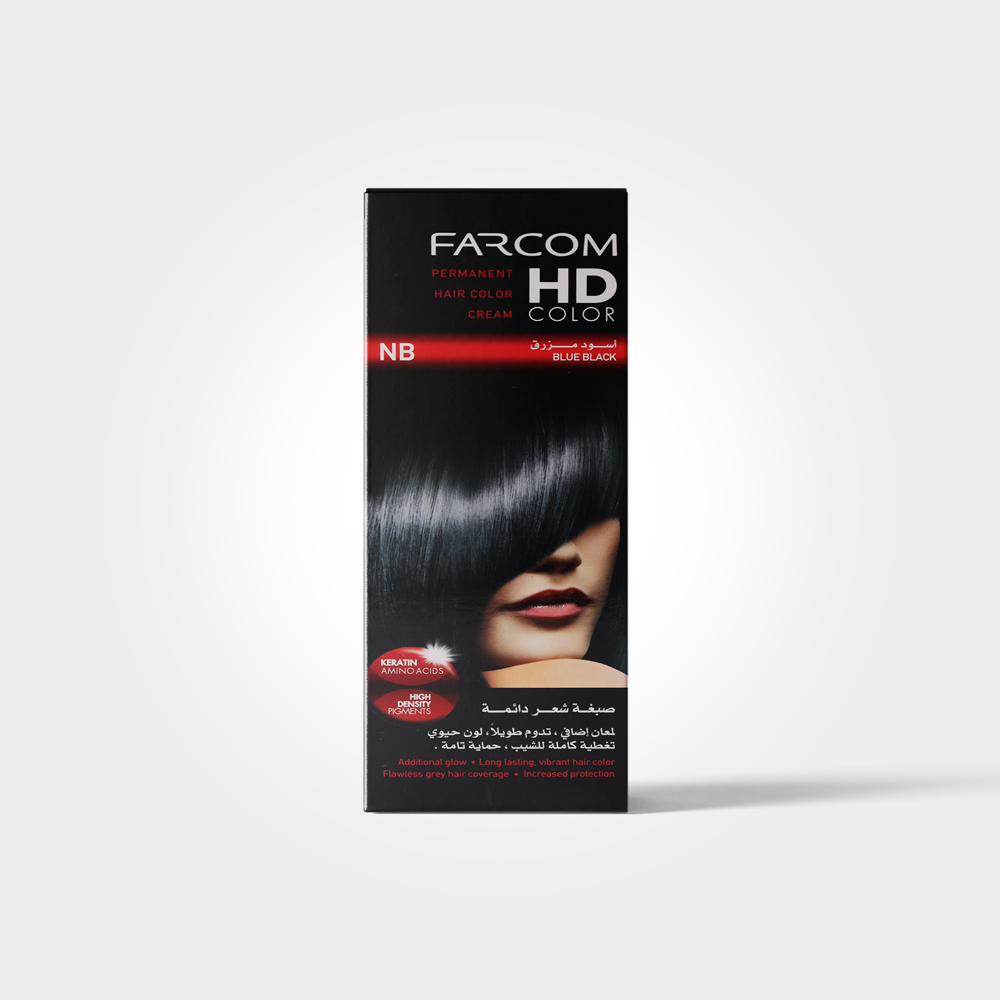 FARCOM
PERMANENT
HAIR COLOR
CREAM
HD
COLOR
NB
أسود مزرق
BLUE BLACK
KERATIN
AMINO ACIDS
HIGH
DENSITY
PIGMENTS
صبغة شعر دائمة
لمعان إضافي ، تدوم طويلاً، لون حيوي
تغطية كاملة للشيب ، حماية تامة .
Additional glow • Long lasting, vibrant hair color
Flawless grey hair coverage • Increased protection